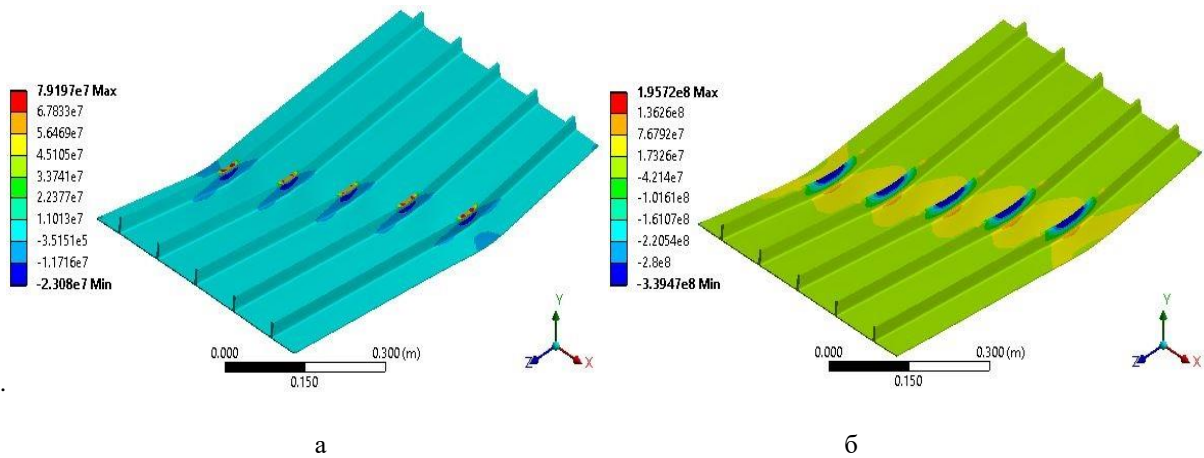 7.9197e7 Max
6.7833e7
5.6469e7
4.5105e7
3.3741e7
2.2377e7
1.1013e7
-3.5151e5
-1.1716e7
-2.308e7 Min
0.000
0.300 (m)
0.150
Y
Z
X
1.9572e8 Max
1.3626e8
7.6792e7
1.7326e7
-4.214e7
-1.0161e8
-1.6107e8
-2.2054e8
-2.8e8
-3.3947e8 Min
0.000
0.300 (m)
0.150
Y
Z
X
.
а
б